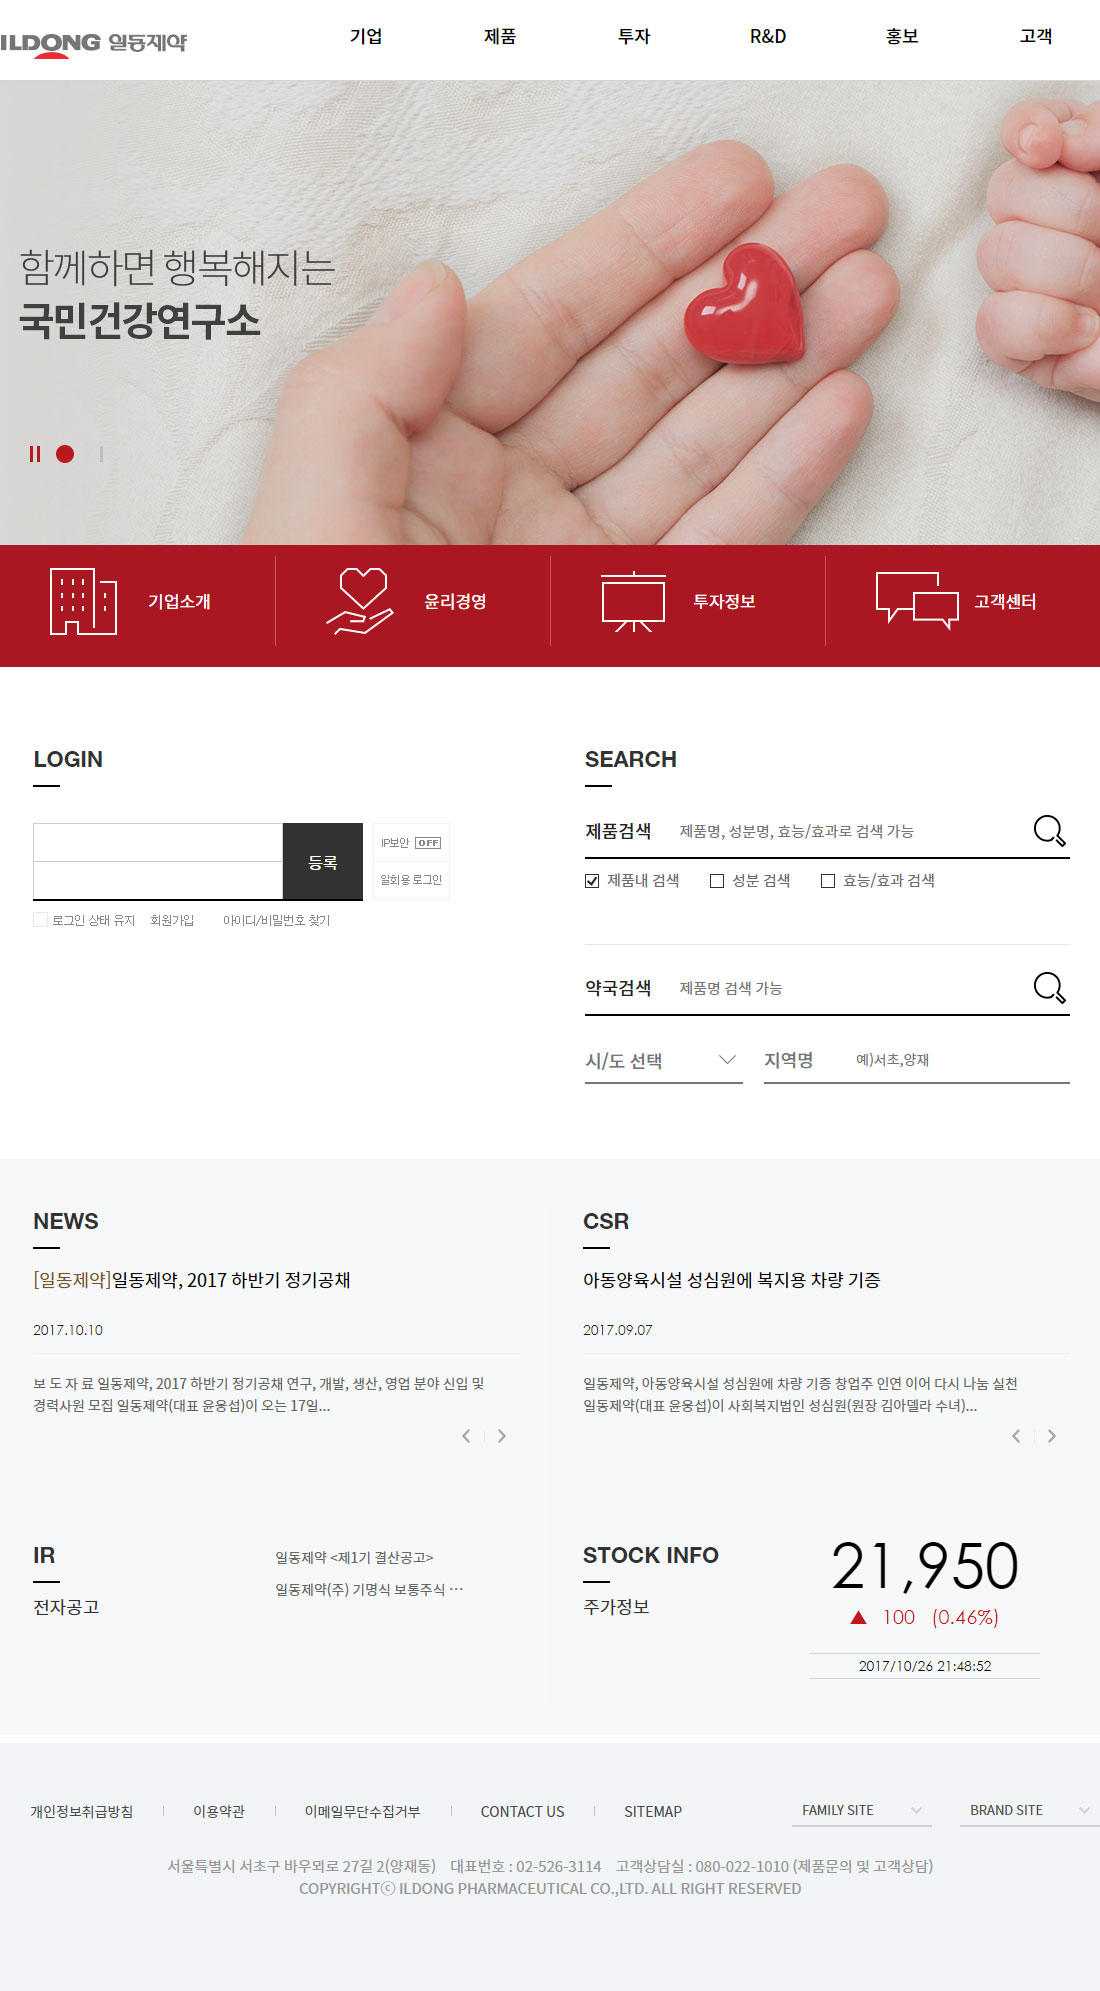 ILDONG 일동제약
기업 제품 투자 R&D 홍보 고객
함께하면 행복해지는
국민건강연구소
기업소개 윤리경영 투자정보 고객센터
LOGIN
등록
IP보안 OFF
일회용 로그인
로그인 상태 유지 회원가입 아이디/비밀번호 찾기
SEARCH
제품검색 제품명, 성분명, 효능/효과로 검색 가능
제품내 검색 성분 검색 효능/효과 검색
약국검색 제품명 검색 가능
시/도 선택 지역명 예)서초,양재
NEWS
[일동제약]일동제약, 2017 하반기 정기공채
2017.10.10
보 도 자 료 일동제약, 2017 하반기 정기공채 연구, 개발, 생산, 영업 분야 신입 및
경력사원 모집 일동제약(대표 윤웅섭)이 오는 17일...
CSR
아동양육시설 성심원에 복지용 차량 기증
2017.09.07
일동제약, 아동양육시설 성심원에 차량 기증 창업주 인연 이어 다시 나눔 실천
일동제약(대표 윤웅섭)이 사회복지법인 성심원(원장 김아델라 수녀)...
IR
전자공고
일동제약 <제1기 결산공고>
일동제약(주) 기명식 보통주식 …
STOCK INFO
주가정보
21,950
▲ 100 (0.46%)
2017/10/26 21:48:52
개인정보취급방침 이용약관 이메일무단수집거부 CONTACT US SITEMAP FAMILY SITE BRAND SITE
서울특별시 서초구 바우뫼로 27길 2(양재동) 대표번호 : 02-526-3114 고객상담실 : 080-022-1010 (제품문의 및 고객상담)
COPYRIGHTⓒ ILDONG PHARMACEUTICAL CO.,LTD. ALL RIGHT RESERVED